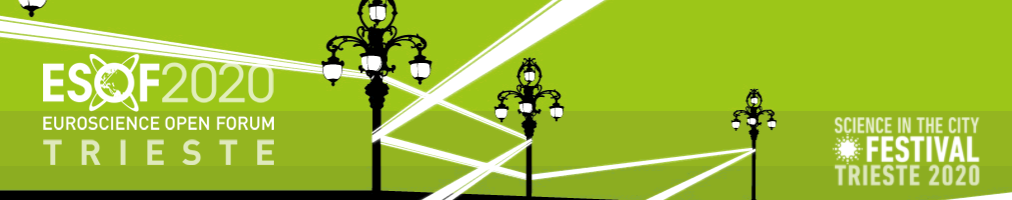 ESOF2020
EUROSCIENCE OPEN FORUM
TRIESTE
SCIENCE IN THE CITY
FESTIVAL
TRIESTE 2020